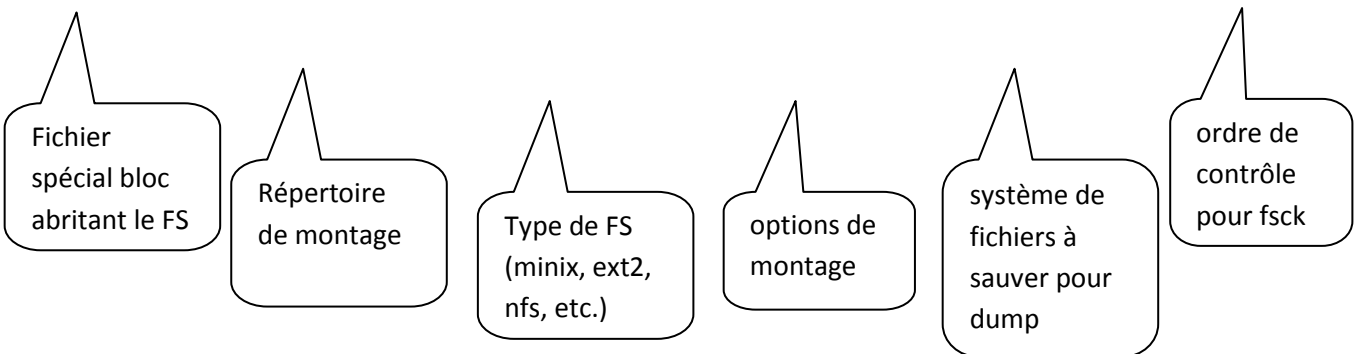 Fichier
spécial bloc
abritant le FS
Répertoire
de montage
Type de FS
(minix, ext2,
nfs, etc.)
options de
montage
système de
fichiers à
sauver pour
dump
ordre de
contrôle
pour fsck